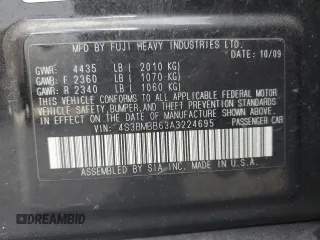 MFD BY FUJI HEAVY INDUSTRIES LTD.
GVWR: 4435 LB ( 2010 KG) DATE: 10/09
GAWR: F 2360 LB ( 1070 KG)
GAWR: R 2340 LB ( 1060 KG)
THIS VEHICLE CONFORMS TO ALL APPLICABLE FEDERAL MOTOR
VEHICLE SAFETY, BUMPER, AND THEFT PREVENTION STANDARDS
IN EFFECT ON THE DATE OF MANUFACTURE SHOWN ABOVE.
VIN: 4S3BMBB63A3224695 PASSENGER CAR
ASSEMBLED BY SIA INC. MADE IN U.S.A.
@DREAMBID